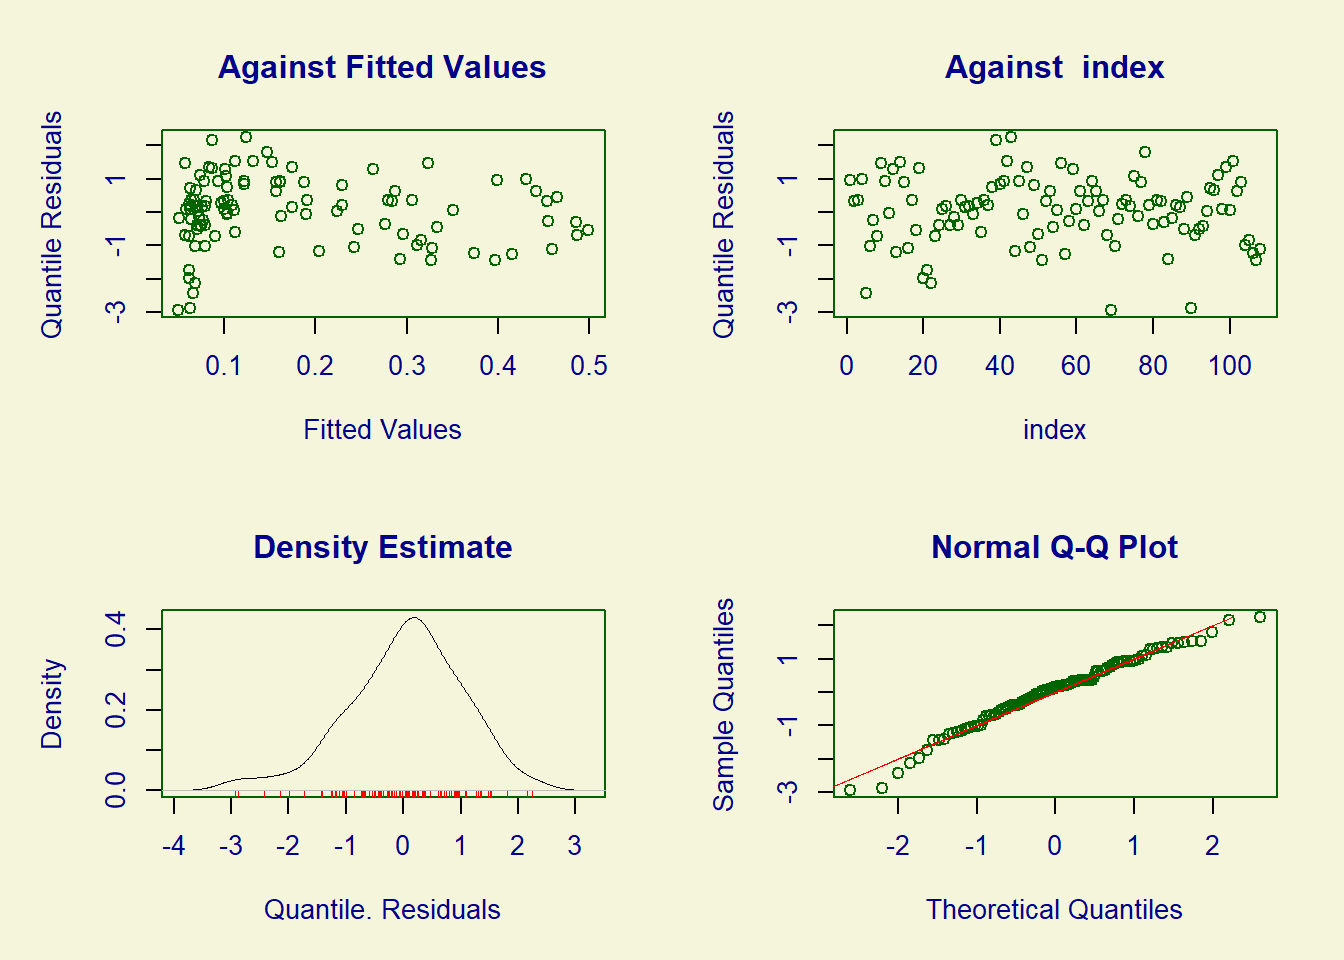 Against Fitted Values
Quantile Residuals
1
-1
-3
0.1 0.2 0.3 0.4 0.5
Fitted Values
Against  index
Quantile Residuals
1
-1
-3
0 20 40 60 80 100
index
Density Estimate
Density
0.4
0.2
0.0
-4 -3 -2 -1 0 1 2 3
Quantile. Residuals
Normal Q-Q Plot
Sample Quantiles
1
-1
-3
-2 -1 0 1 2
Theoretical Quantiles